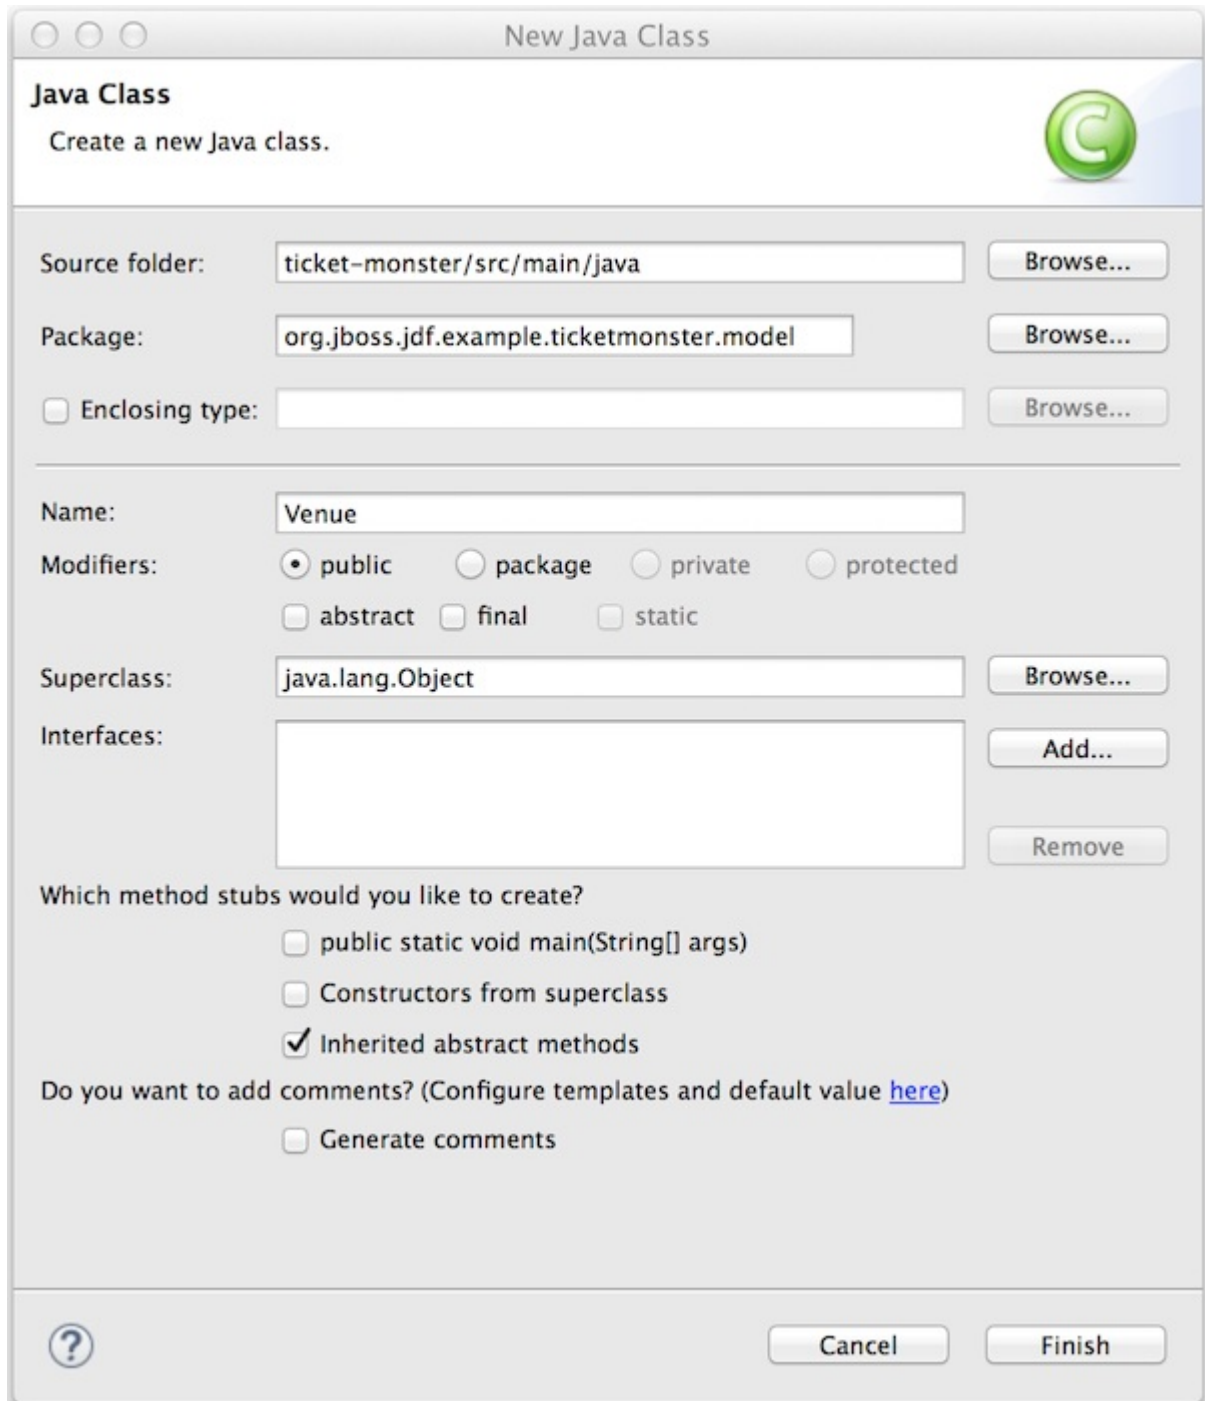 New Java Class
Java Class
Create a new Java class.
Source folder: ticket-monster/src/main/java Browse...
Package: org.jboss.jdf.example.ticketmonster.model Browse...
Enclosing type: Browse...
Name: Venue
Modifiers: public package private protected
abstract final static
Superclass: java.lang.Object Browse...
Interfaces: Add...
Remove
Which method stubs would you like to create?
public static void main(String[] args)
Constructors from superclass
Inherited abstract methods
Do you want to add comments? (Configure templates and default value here)
Generate comments
? Cancel Finish